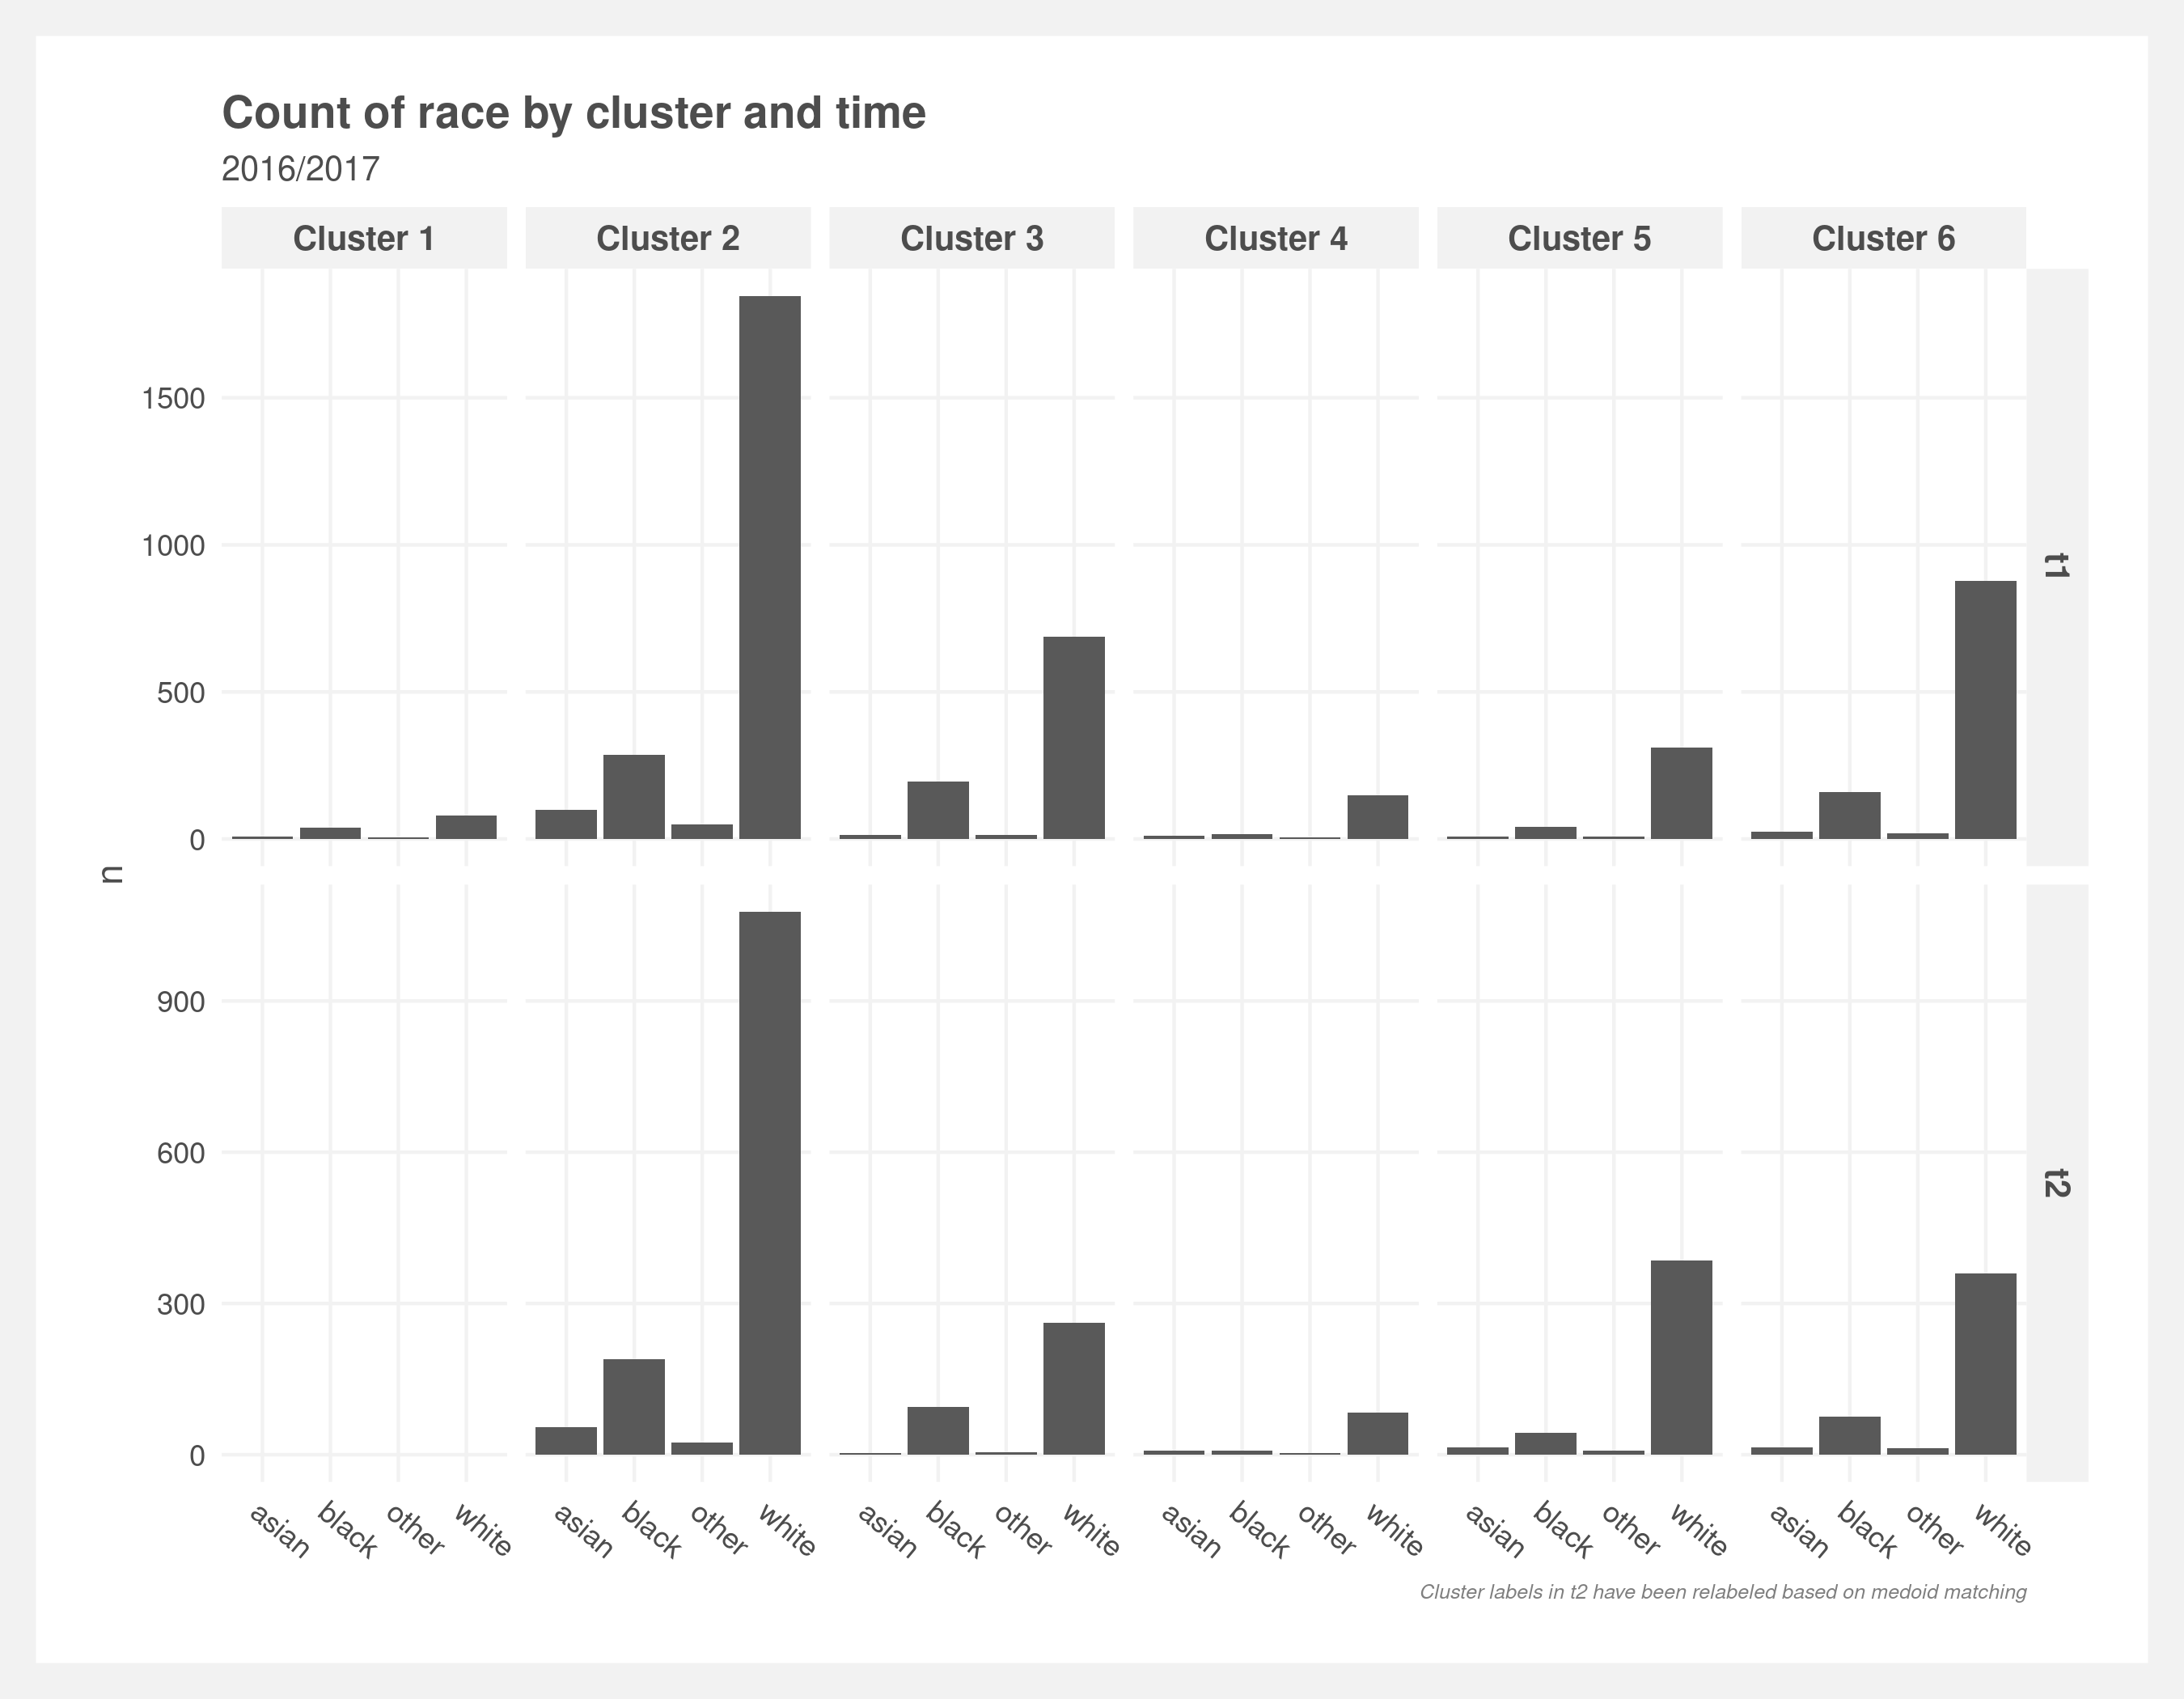 Count of race by cluster and time
2016/2017
Cluster 1 Cluster 2 Cluster 3 Cluster 4 Cluster 5 Cluster 6
1500
1000
500
0
t1
n
900
600
300
0
t2
asian black other white asian black other white asian black other white asian black other white asian black other white asian black other white
Cluster labels in t2 have been relabeled based on medoid matching